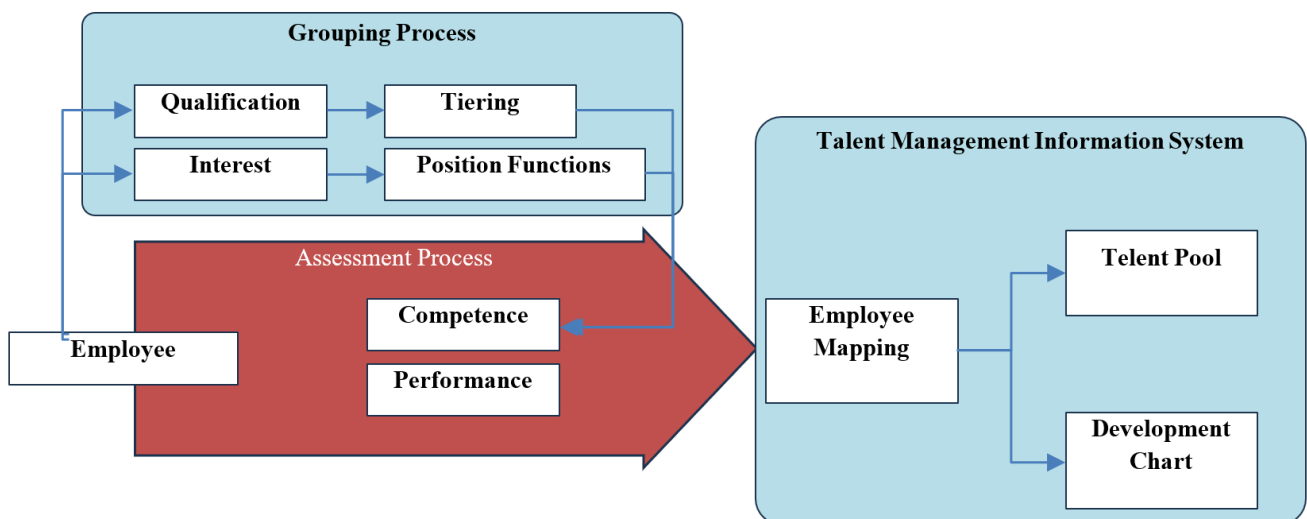 Grouping Process
Qualification
Tiering
Interest
Position Functions
Assessment Process
Competence
Performance
Employee
Talent Management Information System
Employee
Mapping
Telent Pool
Development
Chart